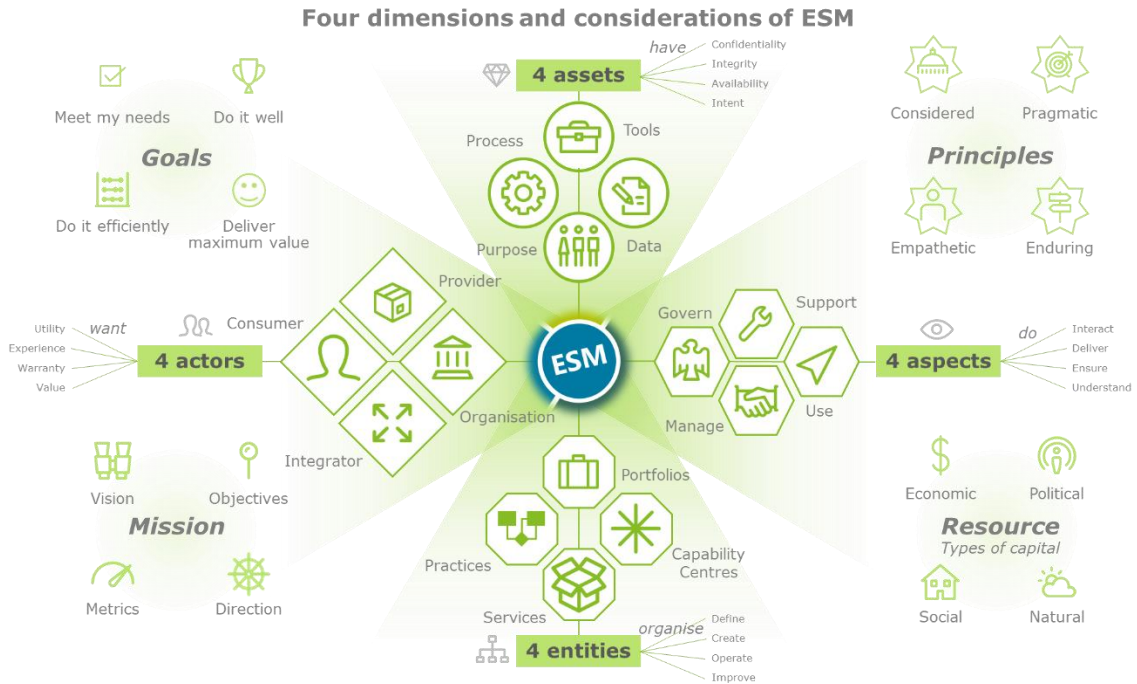 Four dimensions and considerations of ESM
have
4 assets
Confidentiality
Integrity
Availability
Intent
Process
Tools
Purpose
Data
Meet my needs
Do it well
Goals
Do it efficiently
Deliver
maximum value
Considered
Pragmatic
Principles
Empathetic
Enduring
Utility
Experience
Warranty
Value
want
4 actors
Consumer
Provider
Organisation
Integrator
ESM
Govern
Support
Manage
Use
4 aspects
do
Interact
Deliver
Ensure
Understand
Vision
Objectives
Mission
Metrics
Direction
Portfolios
Practices
Capability
Centres
Services
4 entities
organise
Define
Create
Operate
Improve
Economic
Political
Resource
Types of capital
Social
Natural